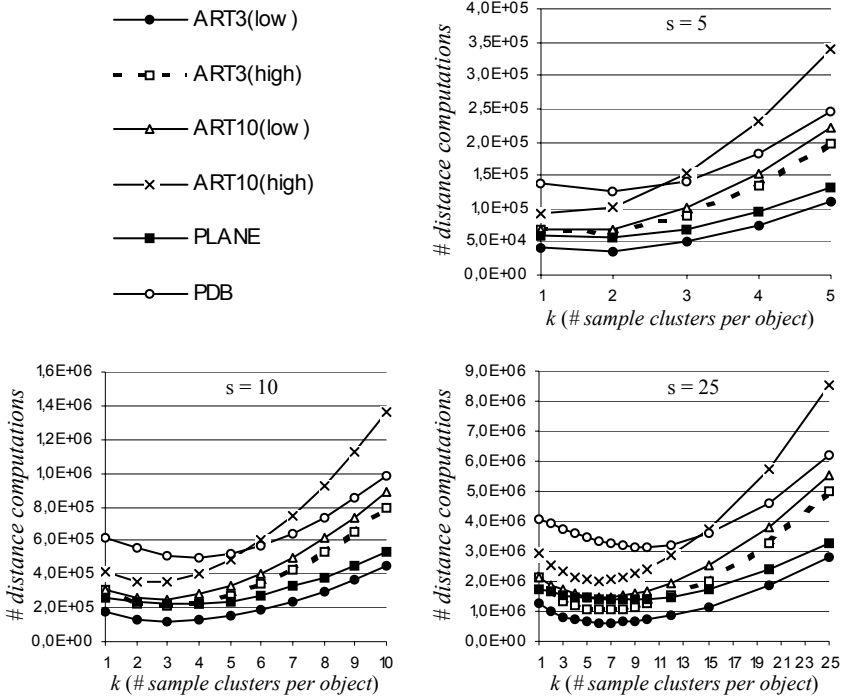 ART3(low)
ART3(high)
ART10(low)
ART10(high)
PLANE
PDB
s = 5
# distance computations
4,0E+05
3,5E+05
3,0E+05
2,5E+05
2,0E+05
1,5E+05
1,0E+05
5,0E+04
0,0E+00
1 2 3 4 5
k (# sample clusters per object)
s = 10
# distance computations
1,6E+06
1,4E+06
1,2E+06
1,0E+06
8,0E+05
6,0E+05
4,0E+05
2,0E+05
0,0E+00
1 2 3 4 5 6 7 8 9 10
k (# sample clusters per object)
s = 25
# distance computations
9,0E+06
8,0E+06
7,0E+06
6,0E+06
5,0E+06
4,0E+06
3,0E+06
2,0E+06
1,0E+06
0,0E+00
1 3 5 7 9 11 13 15 17 19 21 23 25
k (# sample clusters per object)